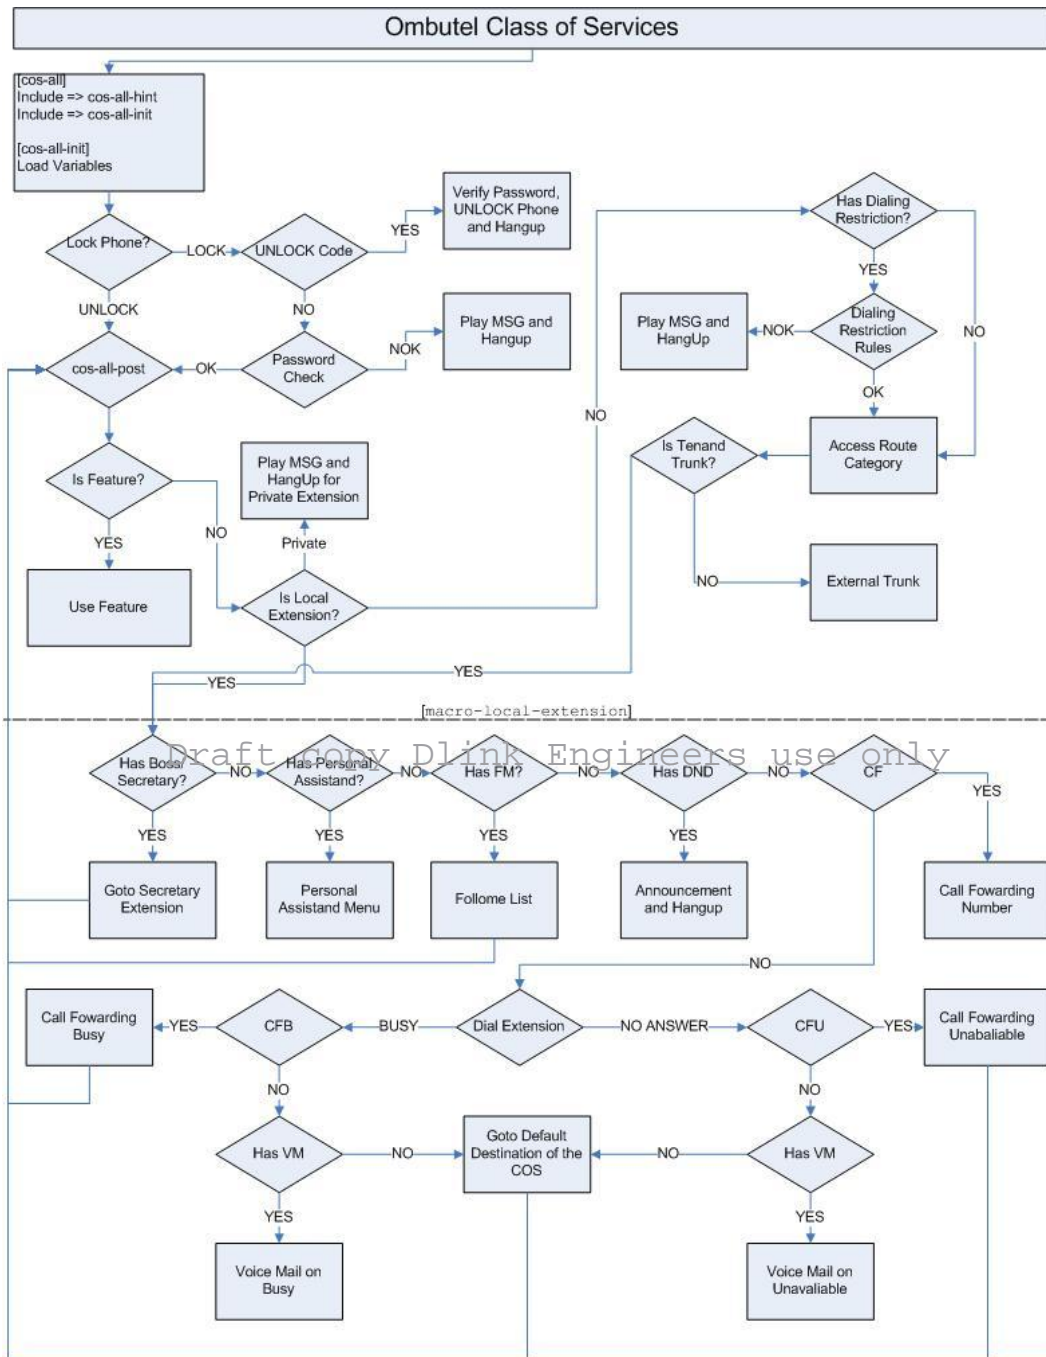 Ombutel Class of Services
[cos-all]
Include => cos-all-hint
Include => cos-all-init
[cos-all-init]
Load Variables
Lock Phone?
LOCK
UNLOCK Code
YES
Verify Password,
UNLOCK Phone
and Hangup
Has Dialing
Restriction?
YES
UNLOCK
NO
cos-all-post
OK
Password
Check
NOK
Play MSG and
Hangup
Play MSG and
HangUp
NOK
Dialing
Restriction
Rules
NO
OK
NO
Is Feature?
Play MSG and
HangUp for
Private Extension
Is Tenand
Trunk?
Access Route
Category
YES
NO
Private
Use Feature
Is Local
Extension?
NO
External Trunk
YES
YES
[macro-local-extension]
Draft copy Dlink Engineers use only
Has Boss/
Secretary?
NO
Has Personal
Assistand?
NO
Has FM?
NO
Has DND
NO
CF
YES
YES
YES
YES
YES
Goto Secretary
Extension
Personal
Assistand Menu
Follome List
Announcement
and Hangup
Call Fowarding
Number
NO
Call Fowarding
Busy
YES
CFB
BUSY
Dial Extension
NO ANSWER
CFU
YES
Call Fowarding
Unabaliable
NO
NO
Has VM
NO
Goto Default
Destination of the
COS
NO
Has VM
YES
YES
Voice Mail on
Busy
Voice Mail on
Unavaliable